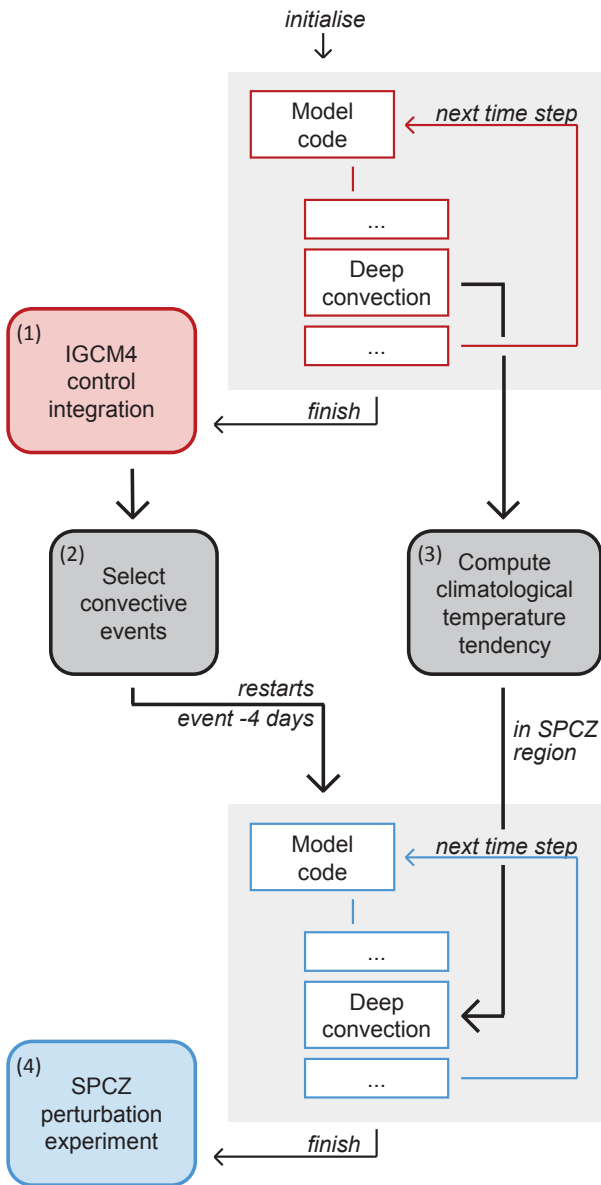 initialise
Model
code
next time step
...
Deep
convection
...
(1)
IGCM4
control
integration
finish
(2)
Select
convective
events
(3)
Compute
climatological
temperature
tendency
restarts
event -4 days
in SPCZ
region
Model
code
next time step
...
Deep
convection
...
(4)
SPCZ
perturbation
experiment
finish